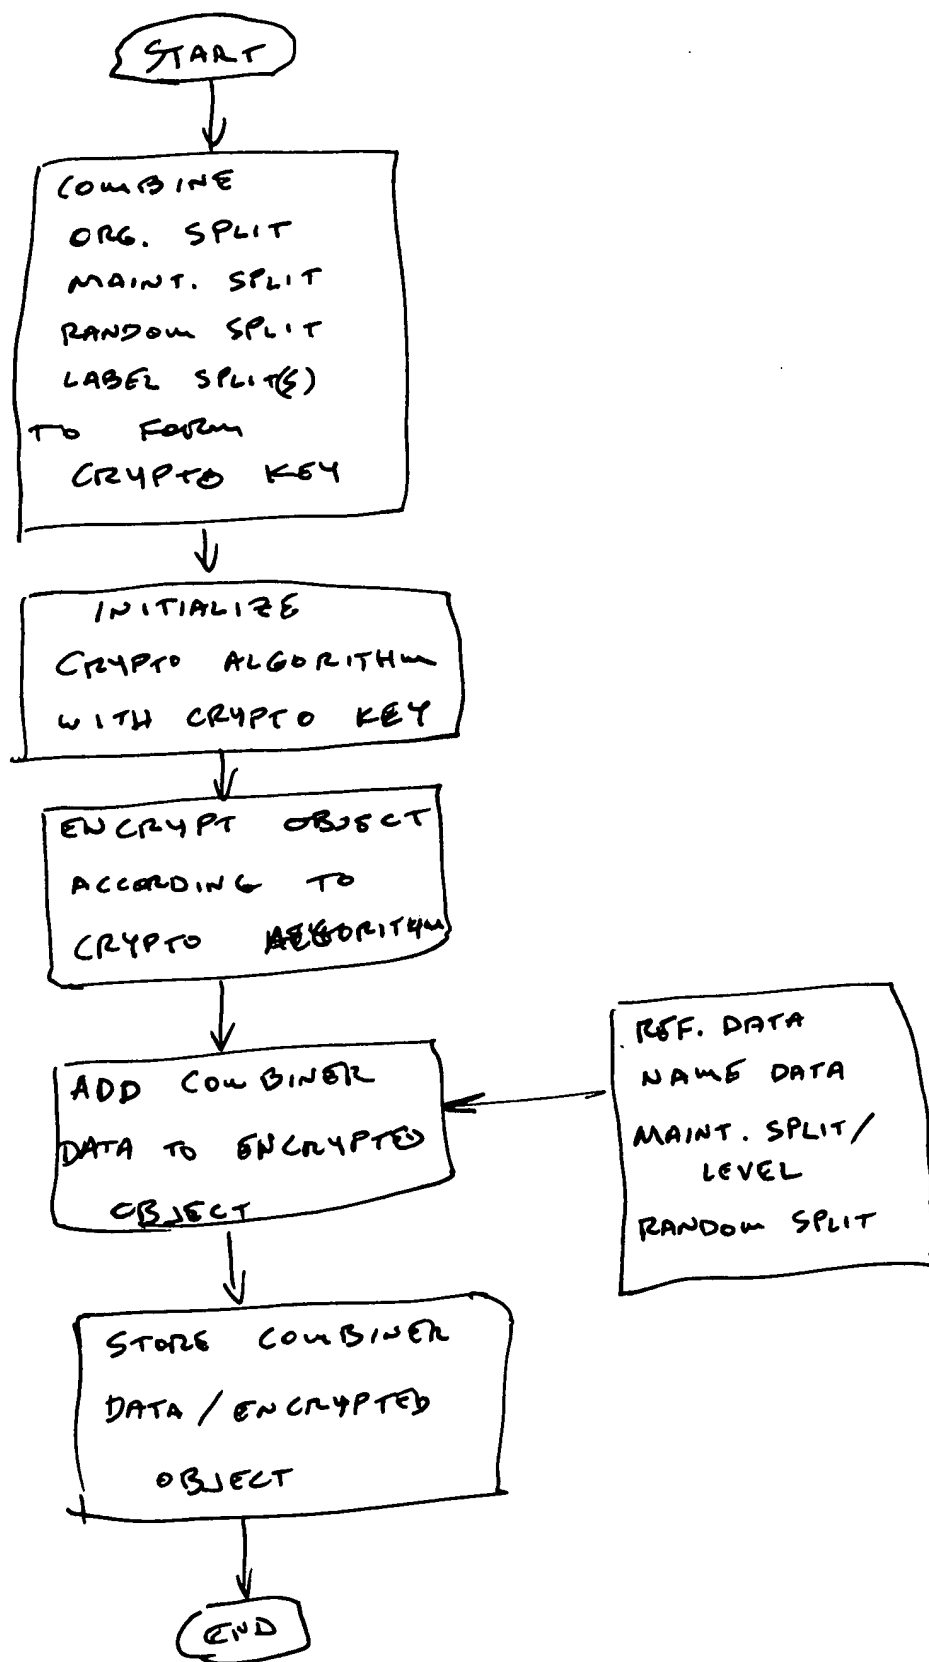 START
COMBINE
ORG. SPLIT
MAINT. SPLIT
RANDOM SPLIT
LABEL SPLIT(S)
TO FORM
CRYPTO KEY
INITIALIZE
CRYPTO ALGORITHM
WITH CRYPTO KEY
ENCRYPT OBJECT
ACCORDING TO
CRYPTO ALGORITHM
ADD COMBINER
DATA TO ENCRYPTED
OBJECT
REF. DATA
NAME DATA
MAINT. SPLIT/
LEVEL
RANDOM SPLIT
STORE COMBINER
DATA / ENCRYPTED
OBJECT
END